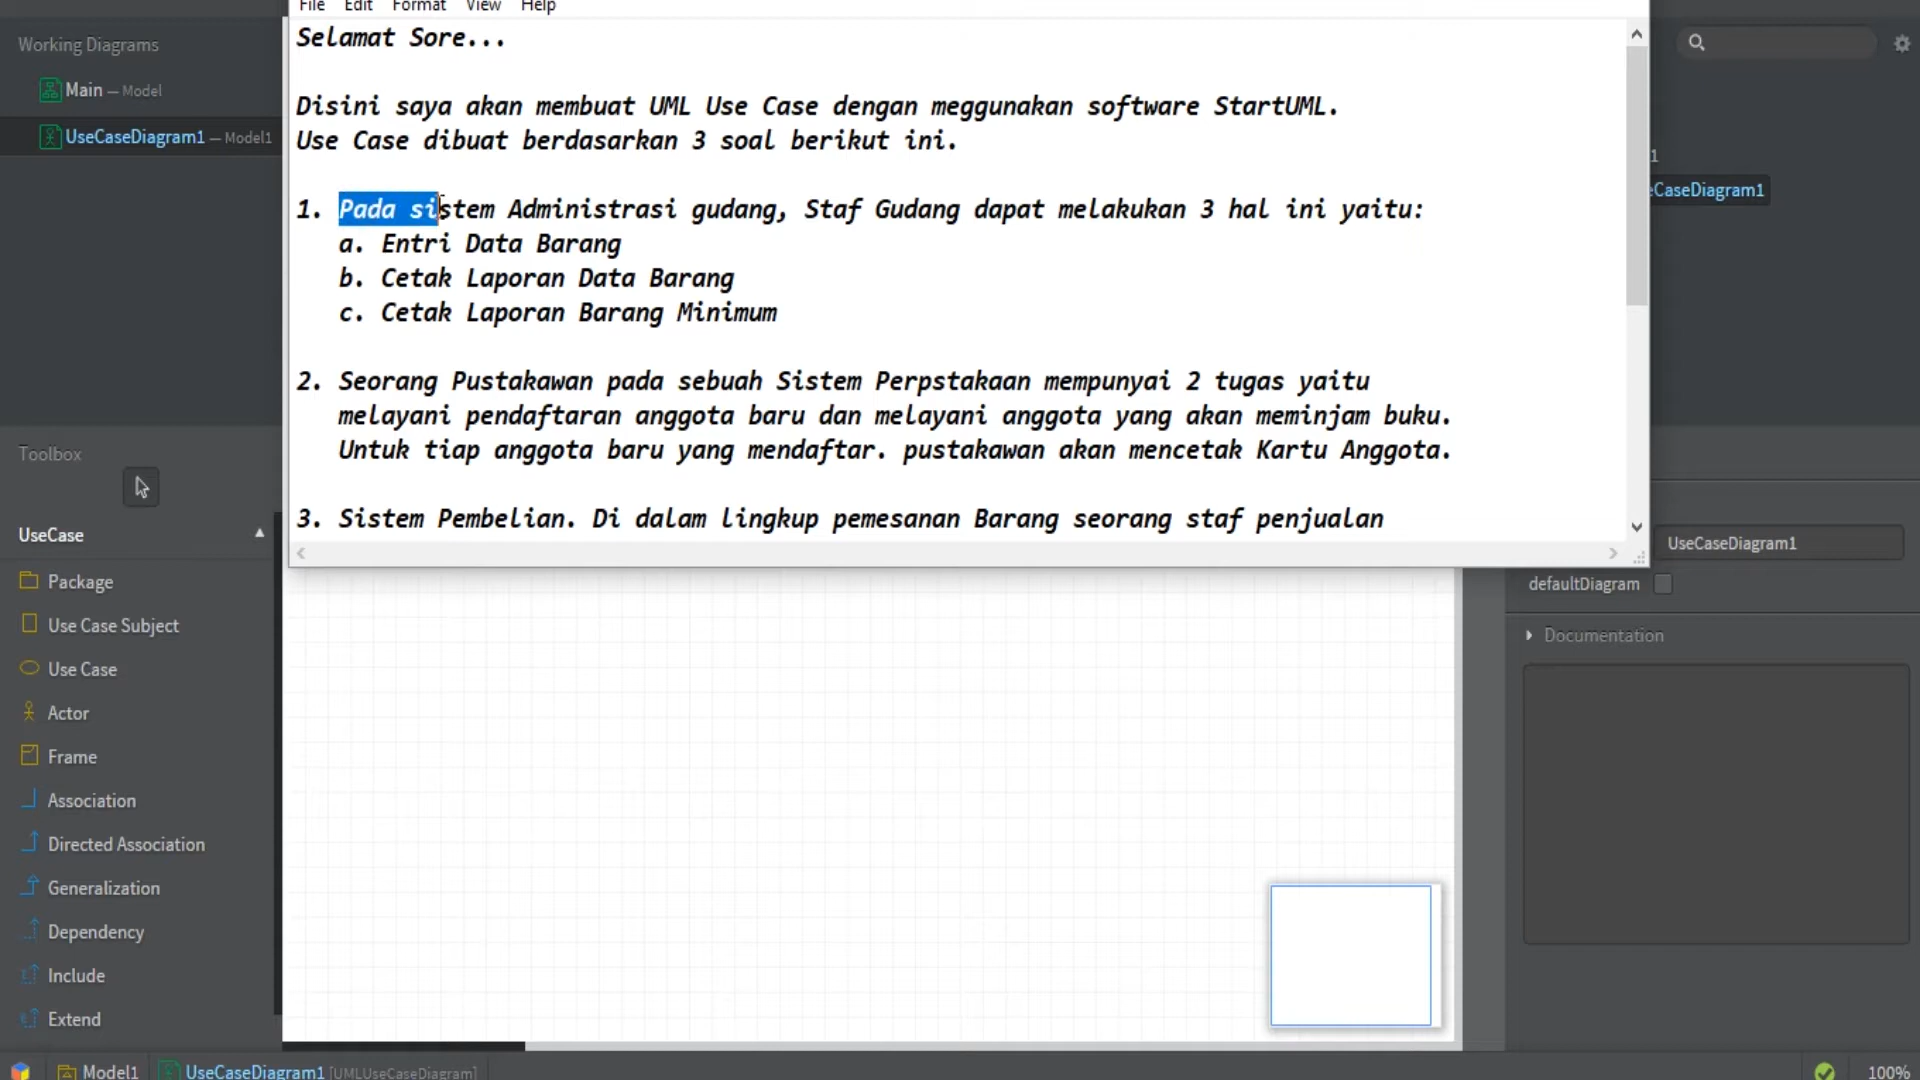 File Edit Format View Help
Working Diagrams
Main — Model
UseCaseDiagram1 — Model1
Selamat Sore...
Disini saya akan membuat UML Use Case dengan meggunakan software StartUML.
Use Case dibuat berdasarkan 3 soal berikut ini.
1. Pada sistem Administrasi gudang, Staf Gudang dapat melakukan 3 hal ini yaitu:
a. Entri Data Barang
b. Cetak Laporan Data Barang
c. Cetak Laporan Barang Minimum
2. Seorang Pustakawan pada sebuah Sistem Perpstakaan mempunyai 2 tugas yaitu
melayani pendaftaran anggota baru dan melayani anggota yang akan meminjam buku.
Untuk tiap anggota baru yang mendaftar. pustakawan akan mencetak Kartu Anggota.
3. Sistem Pembelian. Di dalam lingkup pemesanan Barang seorang staf penjualan
Toolbox
UseCase
Package
Use Case Subject
Use Case
Actor
Frame
Association
Directed Association
Generalization
Dependency
Include
Extend
1
eCaseDiagram1
UseCaseDiagram1
defaultDiagram
Documentation
Model1 UseCaseDiagram1 [UMLUseCaseDiagram]
100%